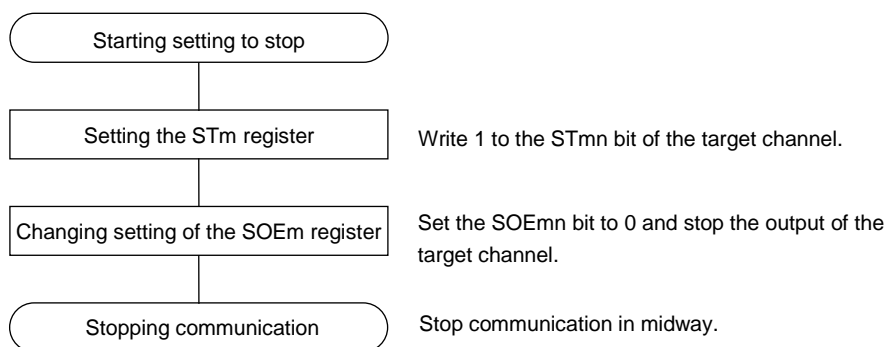 Starting setting to stop
Setting the STm register
Write 1 to the STmn bit of the target channel.
Changing setting of the SOEm register
Set the SOEmn bit to 0 and stop the output of the
target channel.
Stopping communication
Stop communication in midway.